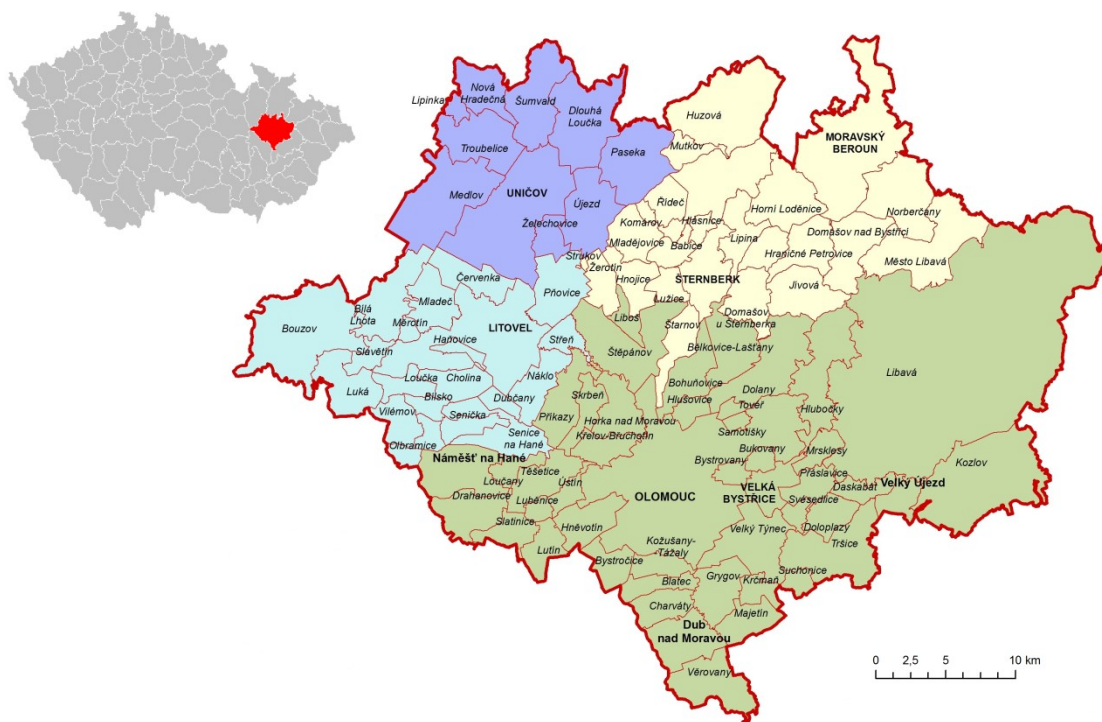 Lipinka
Nová
Hradečná
Šumvald
Dlouhá
Loučka
Huzová
Mutkov
MORAVSKÝ
BEROUN
Troubelice
Paseka
Medlov
UNIČOV
Újezd
Želechovice
Řídeč
Komárov
Hlásnice
Mladějovice
Babice
Horní Loděnice
Lipina
Norberčany
Domašov nad Bystřicí
Hraničné Petrovice
Město Libavá
Strukov
Žerotín
Hnojice
ŠTERNBERK
Jívová
Červenka
Pňovice
Lužice
Liboš
Štarnov
Domašov
u Šternberka
Bouzov
Bílá
Lhota
Mladeč
Měrotín
LITOVEL
Haňovice
Slavětín
Střeň
Štěpánov
Bělkovice-Lašťany
Libavá
Luká
Loučka
Cholina
Bílsko
Náklo
Dubčany
Skrbeň
Bohuňovice
Hlušovice
Dolany
Tovéř
Hlubočky
Vilémov
Senička
Příkazy
Horka nad Moravou
Křelov-Břuchotín
Samotišky
Olbramice
Senice
na Hané
Bukovany
Mrsklesy
Bystrovany
Náměšť na Hané
Těšetice
Loučany
Ústín
Drahanovice
Luběnice
OLOMOUC
VELKÁ
BYSTŘICE
Přáslavice
Daskabát
Velký Újezd
Kozlov
Svésedlice
Slatinice
Hněvotín
Velký Týnec
Doloplazy
Tršice
Lutín
Bystročice
Kožušany-
Tážaly
Suchonice
Blatec
Grygov
Krčmaň
Charváty
Majetín
Dub
nad Moravou
Věrovany
0 2,5 5 10 km